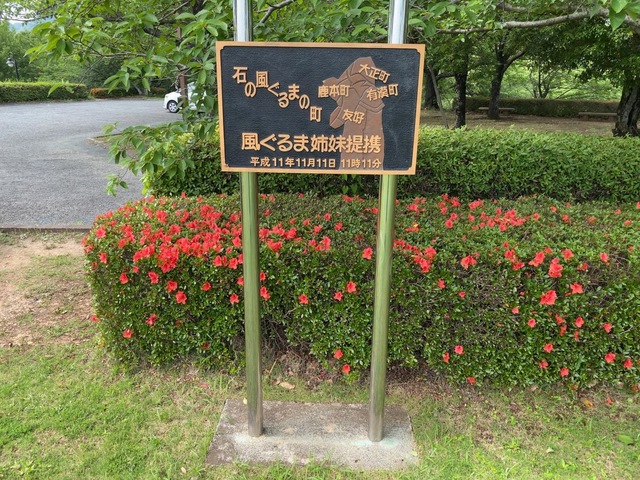 石の風ぐるまの町
大正町
鹿本町
有漢町
友好
風ぐるま姉妹提携
平成11年11月11日 11時11分